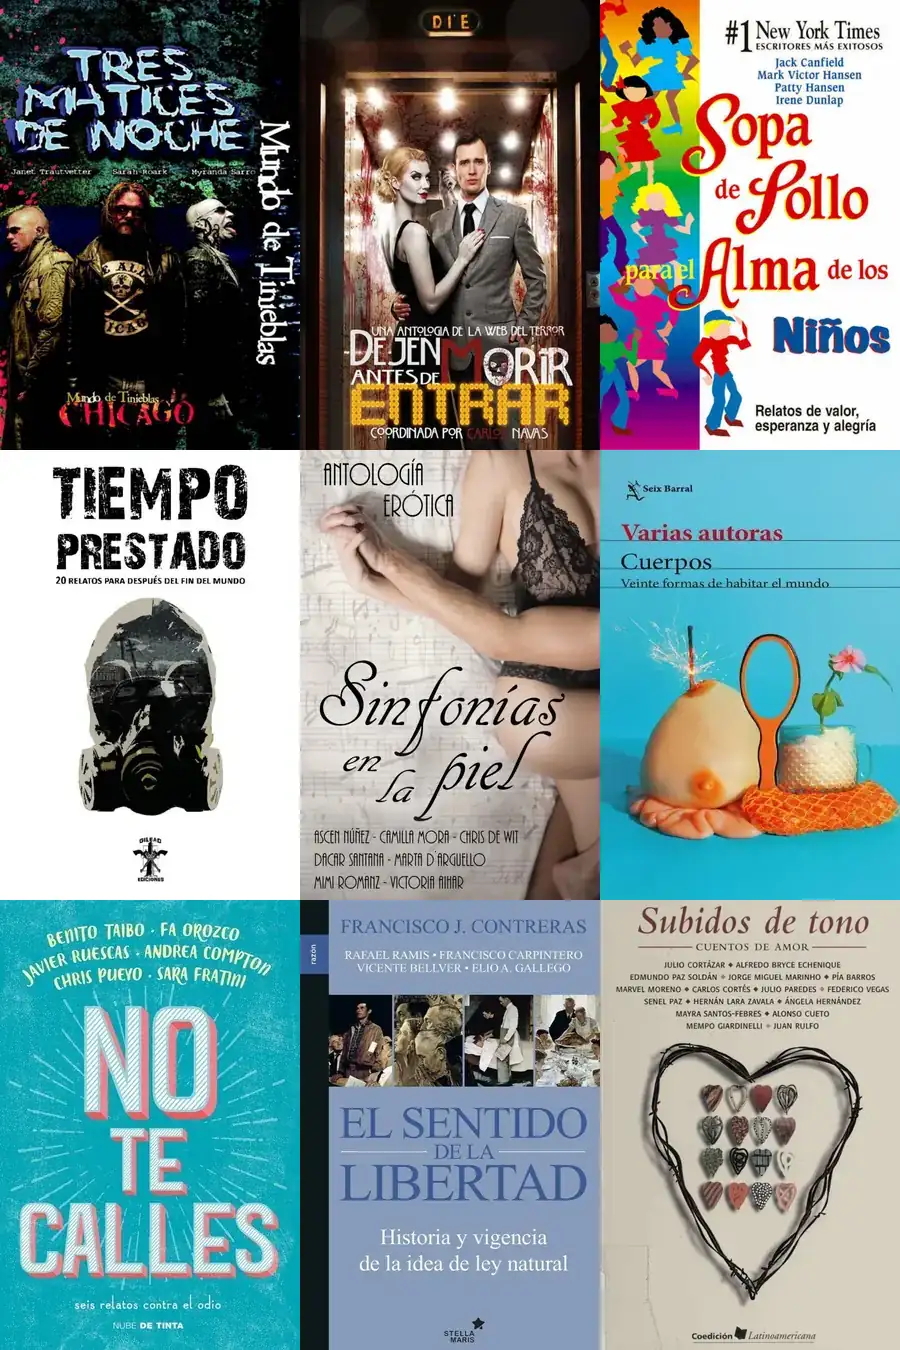 TRES
MATICES
DE NOCHE
Janet Trautvetter Sarah Roark Myranda Sarro
Mundo de Tinieblas
Mundo de Tinieblas
CHICAGO
DIE
UNA ANTOLOGIA DE LA WEB DEL TERROR
DEJEN MORIR
ANTES DE
ENTRAR
COORDINADA POR CARLOS NAVAS
#1 New York Times
ESCRITORES MÁS EXITOSOS
Jack Canfield
Mark Victor Hansen
Patty Hansen
Irene Dunlap
Sopa
de Pollo
para el Alma de los
Niños
Relatos de valor,
esperanza y alegría
TIEMPO
PRESTADO
20 RELATOS PARA DESPUÉS DEL FIN DEL MUNDO
GILEAD
EDICIONES
ANTOLOGÍA
ERÓTICA
Sinfonías
en
la piel
ASCEN NÚÑEZ - CAMILLA MORA - CHRIS DE WIT
DACAR SANTANA - MARTA D'ARGUELLO
MIMI ROMANZ - VICTORIA AIHAR
Seix Barral
Varias autoras
Cuerpos
Veinte formas de habitar el mundo
BENITO TAIBO · FA OROZCO
JAVIER RUESCAS · ANDREA COMPTON
CHRIS PUEYO · SARA FRATINI
NO
TE
CALLES
seis relatos contra el odio
NUBE DE TINTA
razón
FRANCISCO J. CONTRERAS
RAFAEL RAMIS • FRANCISCO CARPINTERO
VICENTE BELLVER • ELIO A. GALLEGO
EL SENTIDO
DE LA
LIBERTAD
Historia y vigencia
de la idea de ley natural
STELLA
MARIS
Subidos de tono
CUENTOS DE AMOR
JULIO CORTÁZAR ◆ ALFREDO BRYCE ECHENIQUE
EDMUNDO PAZ SOLDÁN ◆ JORGE MIGUEL MARINHO ◆ PÍA BARROS
MARVEL MORENO ◆ CARLOS CORTÉS ◆ JULIO PAREDES ◆ FEDERICO VEGAS
SENEL PAZ ◆ HERNÁN LARA ZAVALA ◆ ÁNGELA HERNÁNDEZ
MAYRA SANTOS-FEBRES ◆ ALONSO CUETO
MEMPO GIARDINELLI ◆ JUAN RULFO
Coedición Latinoamericana